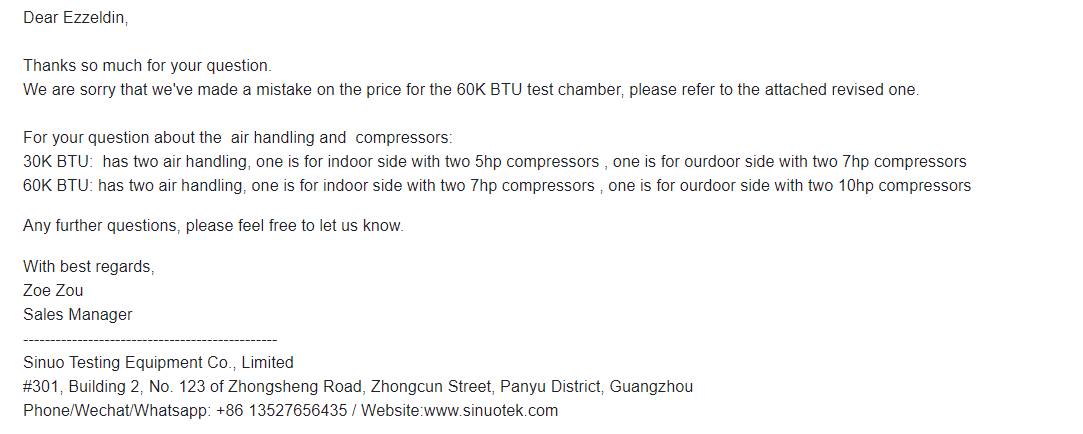 Dear Ezzeldin,
Thanks so much for your question.
We are sorry that we've made a mistake on the price for the 60K BTU test chamber, please refer to the attached revised one.
For your question about the  air handling and  compressors:
30K BTU:  has two air handling, one is for indoor side with two 5hp compressors , one is for ourdoor side with two 7hp compressors
60K BTU: has two air handling, one is for indoor side with two 7hp compressors , one is for ourdoor side with two 10hp compressors
Any further questions, please feel free to let us know.
With best regards,
Zoe Zou
Sales Manager
------------------------------------------------
Sinuo Testing Equipment Co., Limited
#301, Building 2, No. 123 of Zhongsheng Road, Zhongcun Street, Panyu District, Guangzhou
Phone/Wechat/Whatsapp: +86 13527656435 / Website:www.sinuotek.com